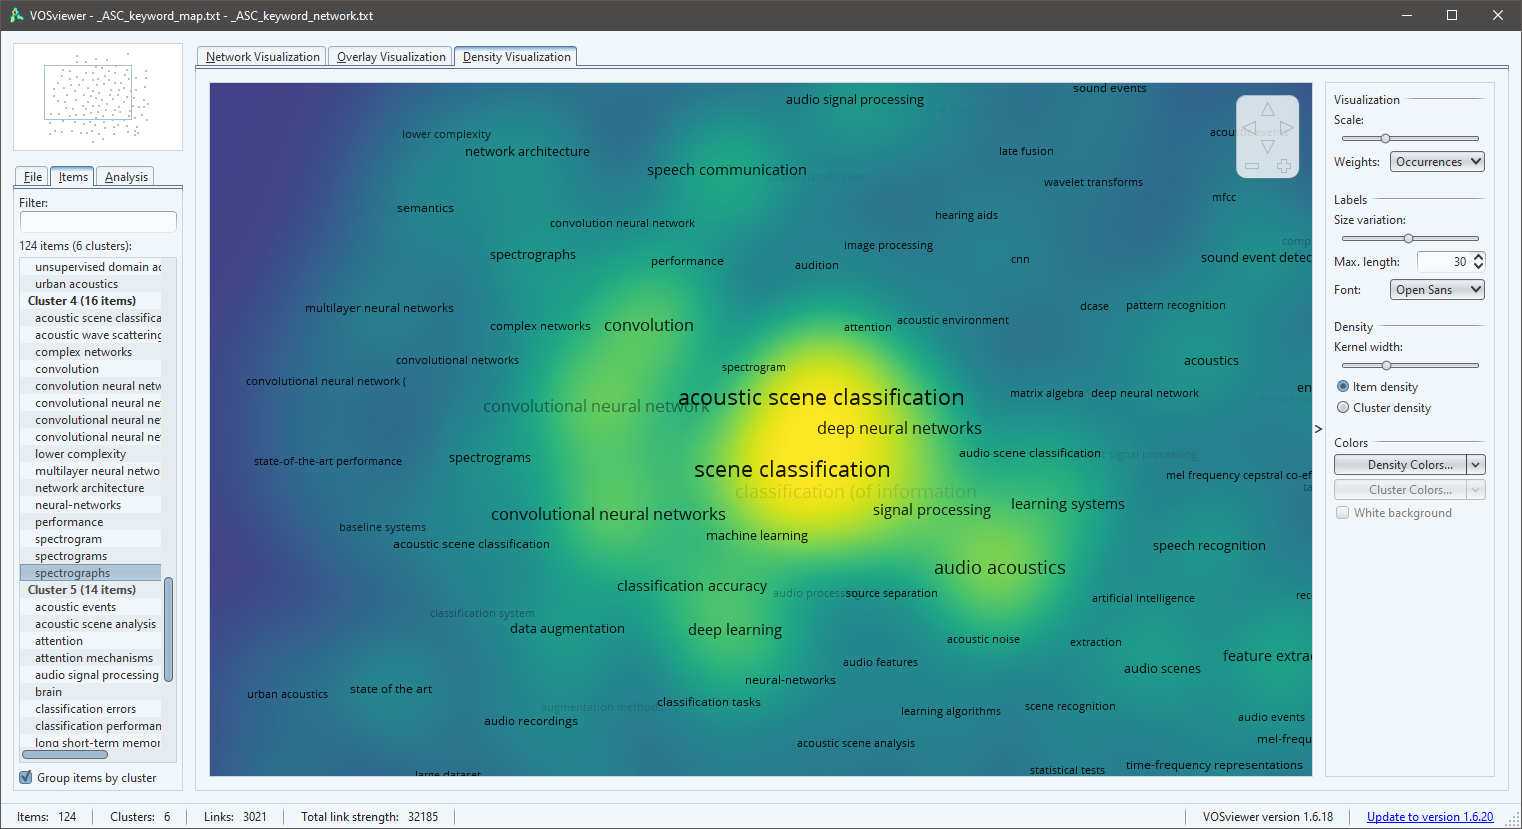 VOSviewer - _ASC_keyword_map.txt - _ASC_keyword_network.txt
Network Visualization
Overlay Visualization
Density Visualization
File
Items
Analysis
Filter:
124 items (6 clusters):
unsupervised domain ac
urban acoustics
Cluster 4 (16 items)
acoustic scene classifica
acoustic wave scattering
complex networks
convolution
convolution neural netw
convolutional neural ne
convolutional neural ne
convolutional neural ne
lower complexity
multilayer neural netwo
network architecture
neural-networks
performance
spectrogram
spectrograms
spectrographs
Cluster 5 (14 items)
acoustic events
acoustic scene analysis
attention
attention mechanisms
audio signal processing
brain
classification errors
classification performan
long short-term memor
Group items by cluster
sound events
audio signal processing
lower complexity
network architecture
acoustic events
late fusion
speech communication
audio classification
wavelet transforms
mfcc
semantics
convolution neural network
hearing aids
spectrographs
performance
image processing
audition
cnn
comp
sound event detec
multilayer neural networks
complex networks
convolution
attention
acoustic environment
dcase
pattern recognition
convolutional networks
spectrogram
acoustics
convolutional neural network (
convolutional neural network
acoustic scene classification
matrix algebra
deep neural network
en
deep neural networks
state-of-the-art performance
spectrograms
scene classification
audio scene classification
signal processing
mel frequency cepstral co-ef
classification (of information
convolutional neural networks
signal processing
learning systems
baseline systems
acoustic scene classification
machine learning
speech recognition
audio acoustics
classification accuracy
audio processing
source separation
artificial intelligence
rec
classification system
data augmentation
deep learning
acoustic noise
extraction
audio features
audio scenes
feature extrac
neural-networks
urban acoustics
state of the art
augmentation methods
classification tasks
audio recordings
learning algorithms
scene recognition
audio events
acoustic scene analysis
mel-frequ
large dataset
statistical tests
time-frequency representations
Visualization
Scale:
Weights:
Occurrences
Labels
Size variation:
Max. length:
30
Font:
Open Sans
Density
Kernel width:
Item density
Cluster density
Colors
Density Colors...
Cluster Colors...
White background
Items: 124
Clusters: 6
Links: 3021
Total link strength: 32185
VOSviewer version 1.6.18
Update to version 1.6.20